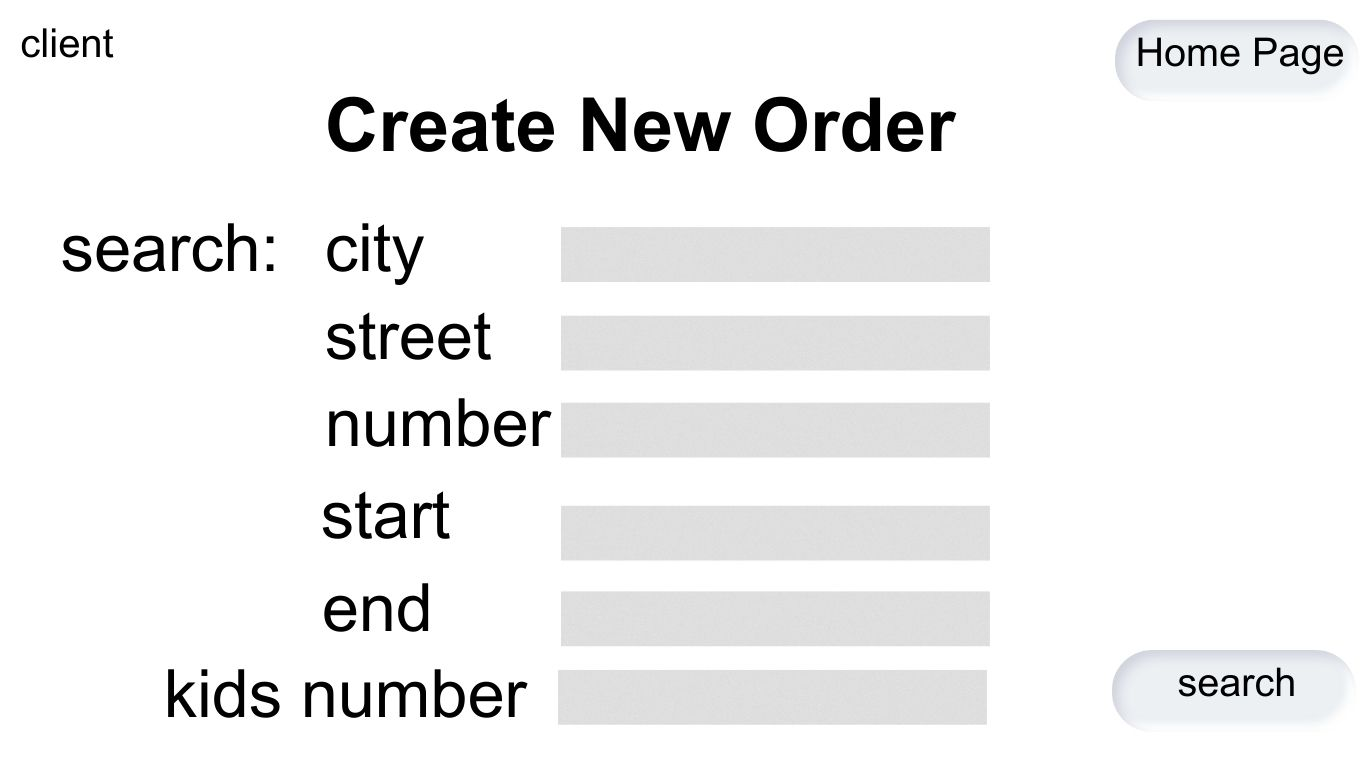 client
Home Page
Create New Order
search: city
street
number
start
end
kids number
search